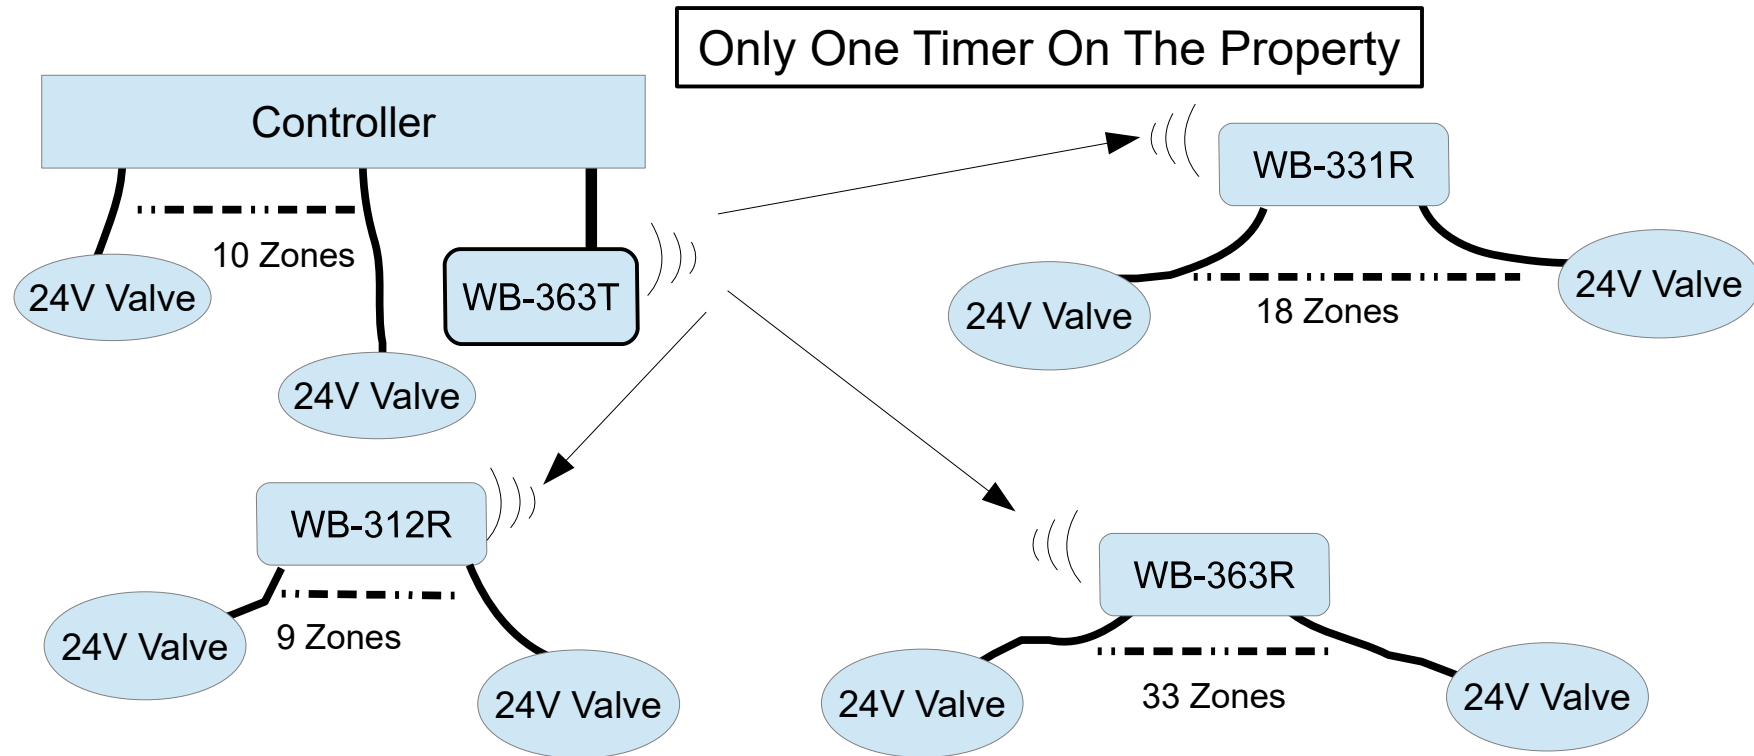 Only One Timer On The Property
Controller
WB-331R
10 Zones
24V Valve
WB-363T
24V Valve
24V Valve
18 Zones
24V Valve
24V Valve
WB-312R
WB-363R
9 Zones
24V Valve
24V Valve
33 Zones
24V Valve
24V Valve